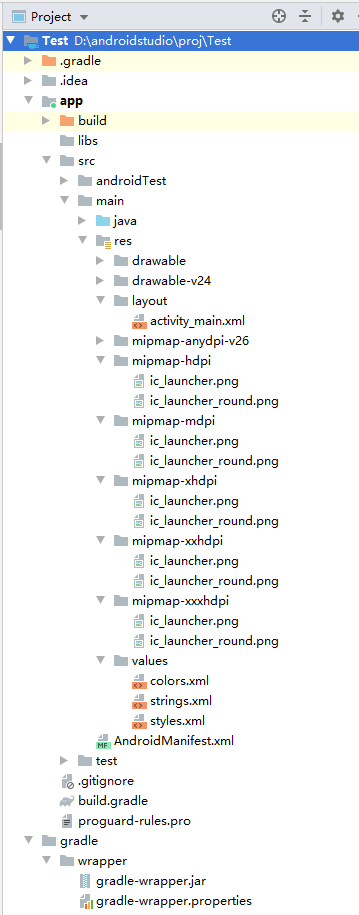 Project
Test D:\androidstudio\proj\Test
.gradle
.idea
app
build
libs
src
androidTest
main
java
res
drawable
drawable-v24
layout
activity_main.xml
mipmap-anydpi-v26
mipmap-hdpi
ic_launcher.png
ic_launcher_round.png
mipmap-mdpi
ic_launcher.png
ic_launcher_round.png
mipmap-xhdpi
ic_launcher.png
ic_launcher_round.png
mipmap-xxhdpi
ic_launcher.png
ic_launcher_round.png
mipmap-xxxhdpi
ic_launcher.png
ic_launcher_round.png
values
colors.xml
strings.xml
styles.xml
MF AndroidManifest.xml
test
.gitignore
build.gradle
proguard-rules.pro
gradle
wrapper
gradle-wrapper.jar
gradle-wrapper.properties